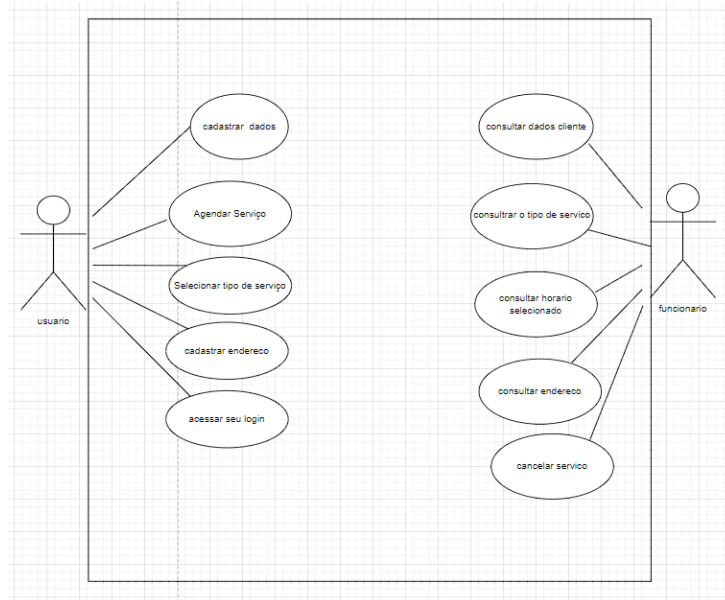 cadastrar dados
Agendar Serviço
Selecionar tipo de serviço
cadastrar endereco
acessar seu login
usuario
consultar dados cliente
consultrar o tipo de servico
consultar horario
selecionado
consultar endereco
cancelar servico
funcionario